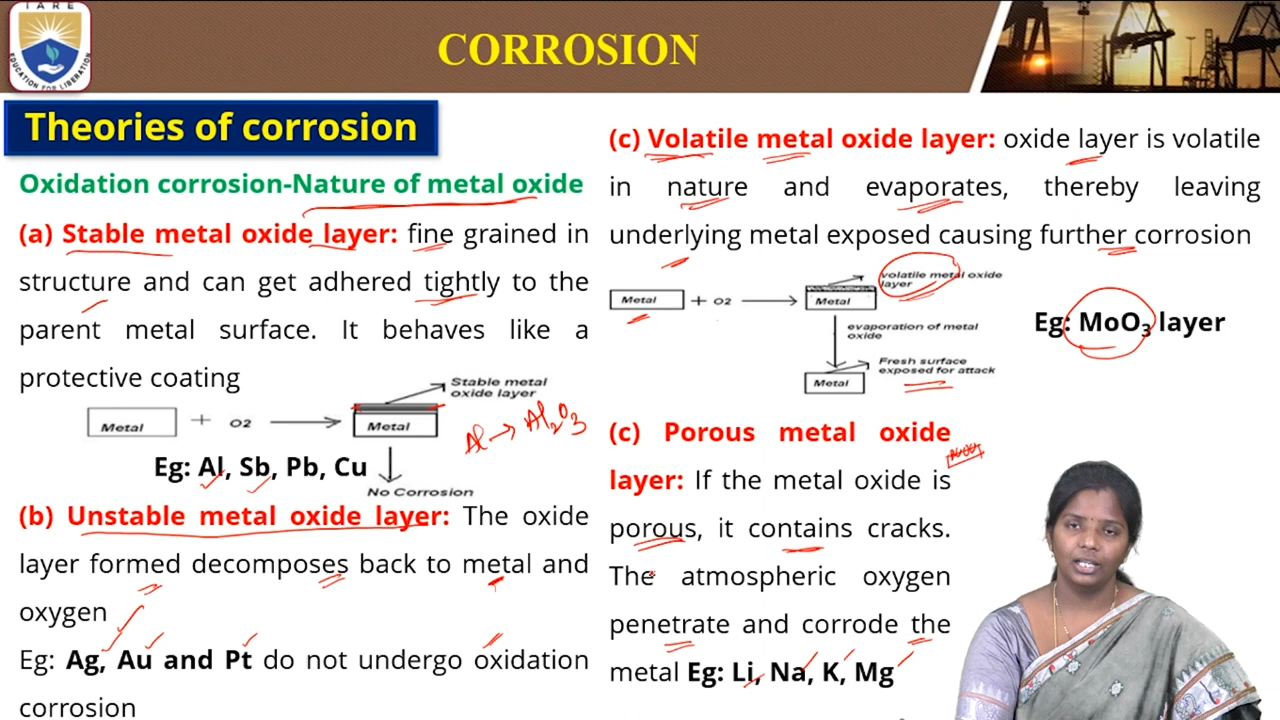 IARE
EDUCATION FOR LIBERATION
CORROSION
Theories of corrosion
Oxidation corrosion-Nature of metal oxide
(a) Stable metal oxide layer: fine grained in
structure and can get adhered tightly to the
parent metal surface. It behaves like a
protective coating
Metal + O2
Stable metal
oxide layer
Metal
Al → Al2O3
Eg: Al, Sb, Pb, Cu
No Corrosion
(b) Unstable metal oxide layer: The oxide
layer formed decomposes back to metal and
oxygen
Eg: Ag, Au and Pt do not undergo oxidation
corrosion
(c) Volatile metal oxide layer: oxide layer is volatile
in nature and evaporates, thereby leaving
underlying metal exposed causing further corrosion
Metal + O2
volatile metal oxide
layer
Metal
evaporation of metal
oxide
Fresh surface
exposed for attack
Metal
Eg: MoO3 layer
(c) Porous metal oxide
layer: If the metal oxide is
porous, it contains cracks.
The atmospheric oxygen
penetrate and corrode the
metal Eg: Li, Na, K, Mg